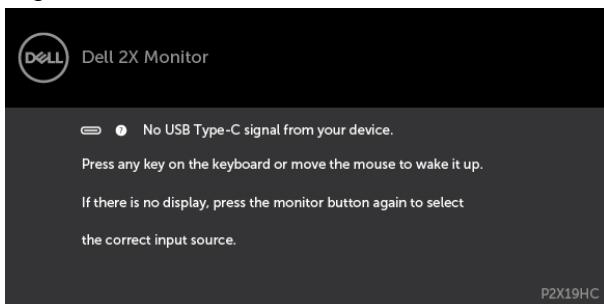 DELL
Dell 2X Monitor
? No USB Type-C signal from your device.
Press any key on the keyboard or move the mouse to wake it up.
If there is no display, press the monitor button again to select
the correct input source.
P2X19HC